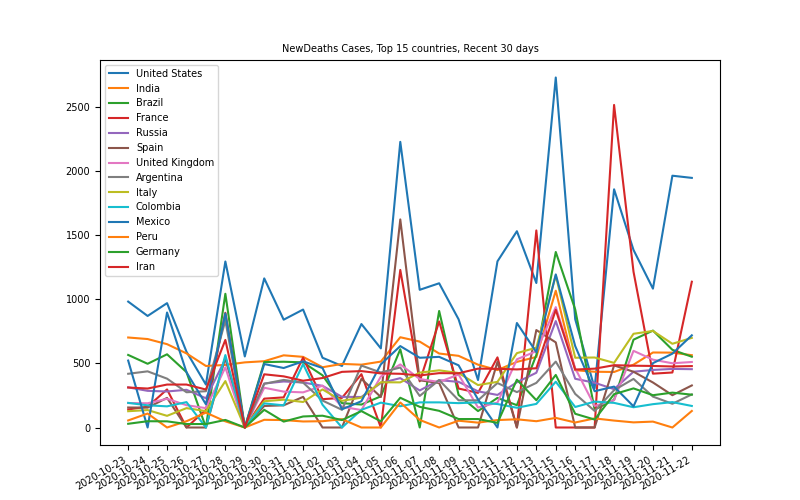 NewDeaths Cases, Top 15 countries, Recent 30 days
United States
India
Brazil
France
Russia
Spain
United Kingdom
Argentina
Italy
Colombia
Mexico
Peru
Germany
Iran
2500
2000
1500
1000
500
0
2020-10-23
2020-10-24
2020-10-25
2020-10-26
2020-10-27
2020-10-28
2020-10-29
2020-10-30
2020-10-31
2020-11-01
2020-11-02
2020-11-03
2020-11-04
2020-11-05
2020-11-06
2020-11-07
2020-11-08
2020-11-09
2020-11-10
2020-11-11
2020-11-12
2020-11-13
2020-11-14
2020-11-15
2020-11-16
2020-11-17
2020-11-18
2020-11-19
2020-11-20
2020-11-21
2020-11-22